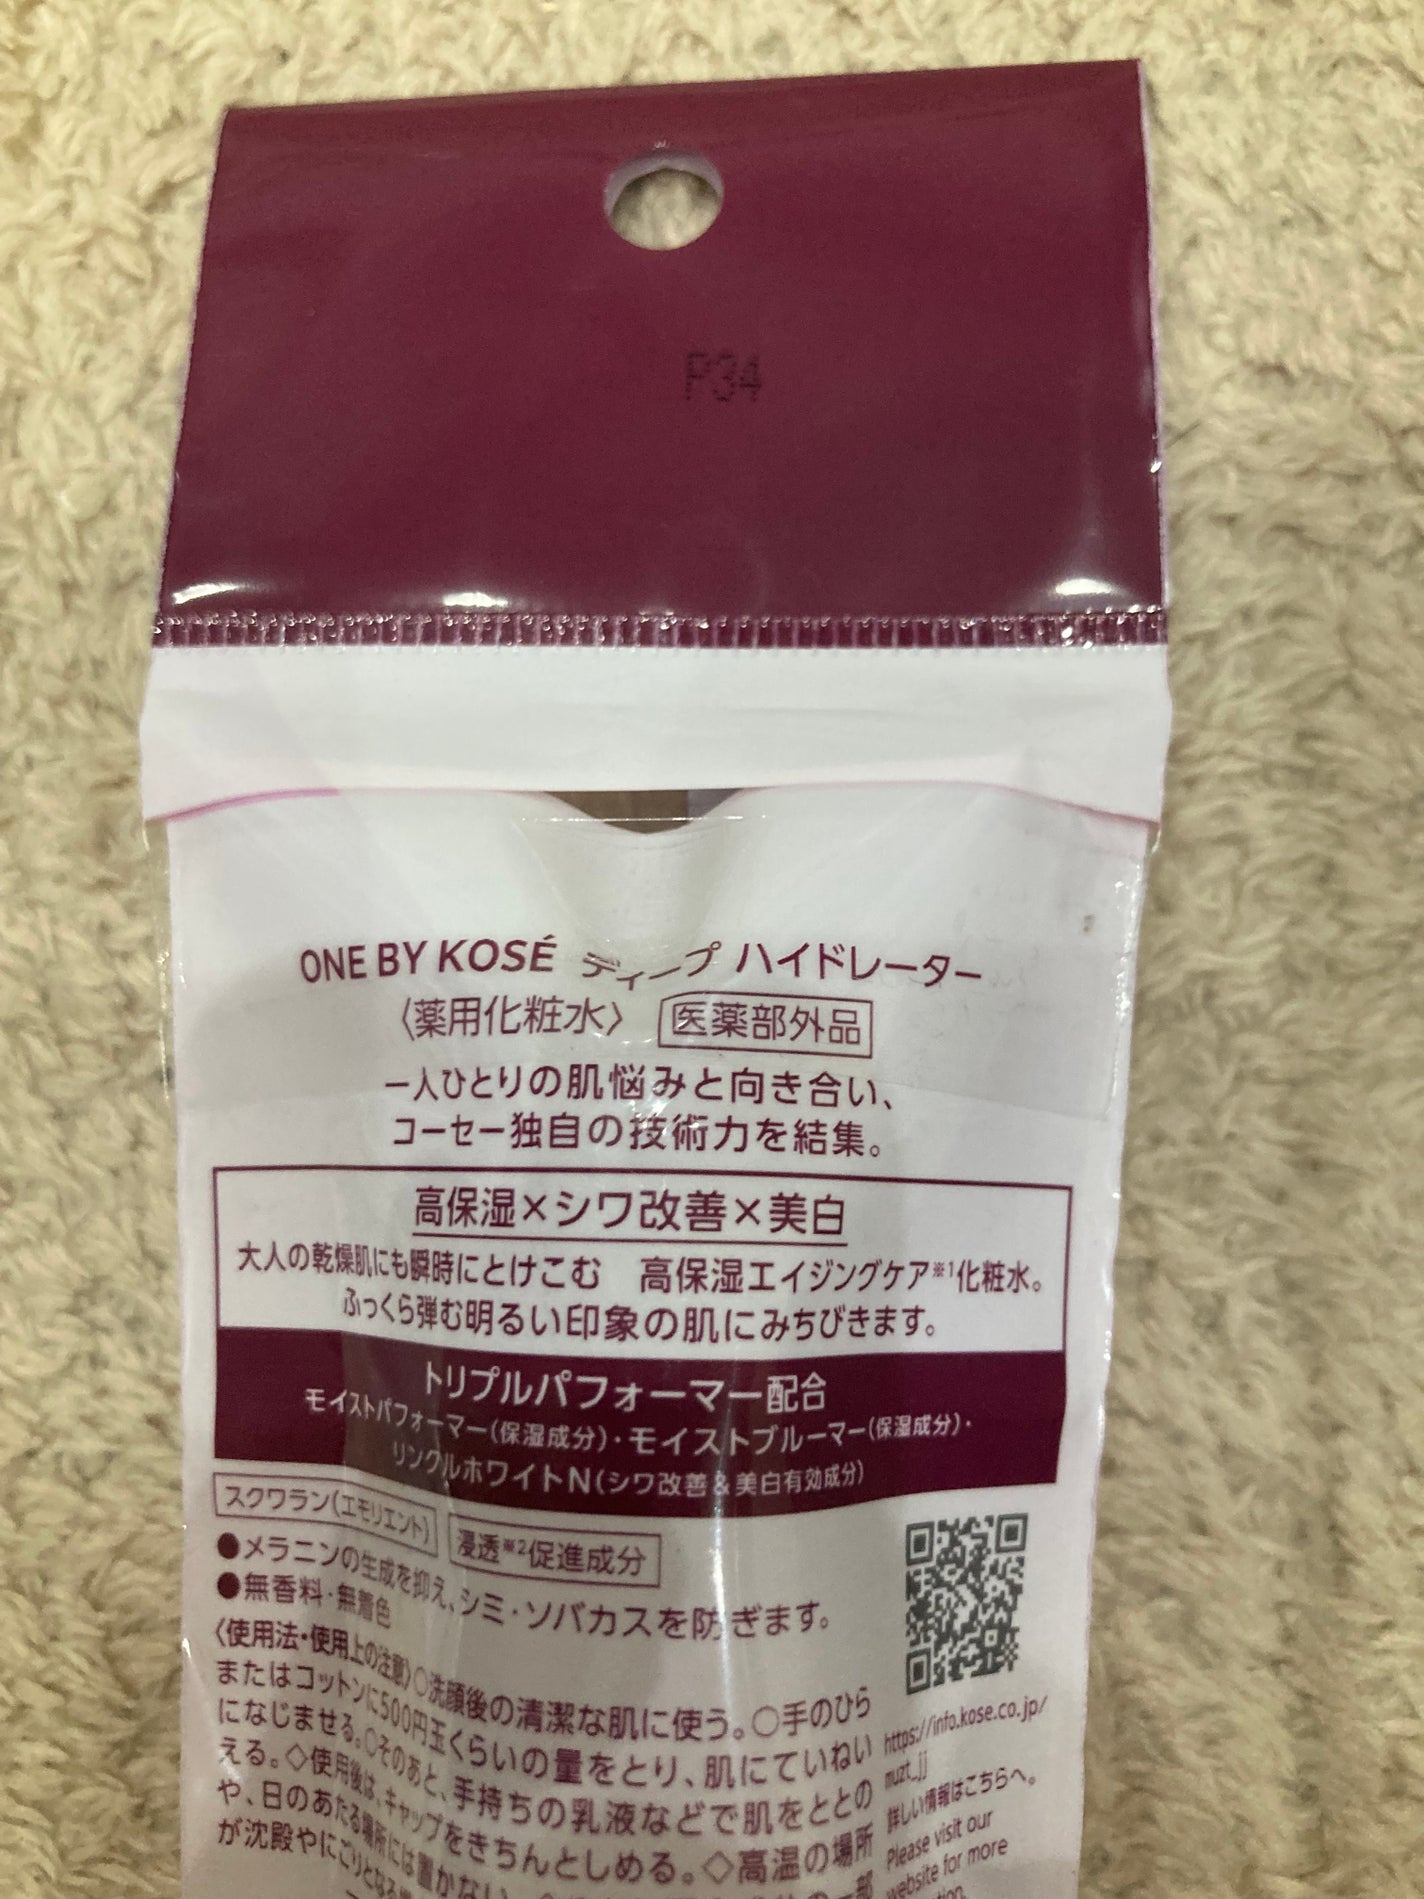 P34
ONE BY KOSÉ ディープ ハイドレーター
〈薬用化粧水〉 医薬部外品
一人ひとりの肌悩みと向き合い、
コーセー独自の技術力を結集。
高保湿×シワ改善×美白
大人の乾燥肌にも瞬時にとけこむ 高保湿エイジングケア※1化粧水。
ふっくら弾む明るい印象の肌にみちびきます。
トリプルパフォーマー配合
モイストパフォーマー(保湿成分)・モイストブルーマー(保湿成分)・
リンクルホワイトN(シワ改善&美白有効成分)
スクワラン(エモリエント) 浸透※2促進成分
●メラニンの生成を抑え、シミ・ソバカスを防ぎます。
●無香料・無着色
〈使用法・使用上の注意〉○洗顔後の清潔な肌に使う。○手のひら
またはコットンに500円玉くらいの量をとり、肌にていねい
になじませる。○そのあと、手持ちの乳液などで肌をととの
える。◇使用後は、キャップをきちんとしめる。◇高温の場所
や、日のあたる場所には置かない。
が沈殿やにごりとなる
https://info.kose.co.jp/
muzt_jj
詳しい情報はこちらへ。
Please visit our
website for more